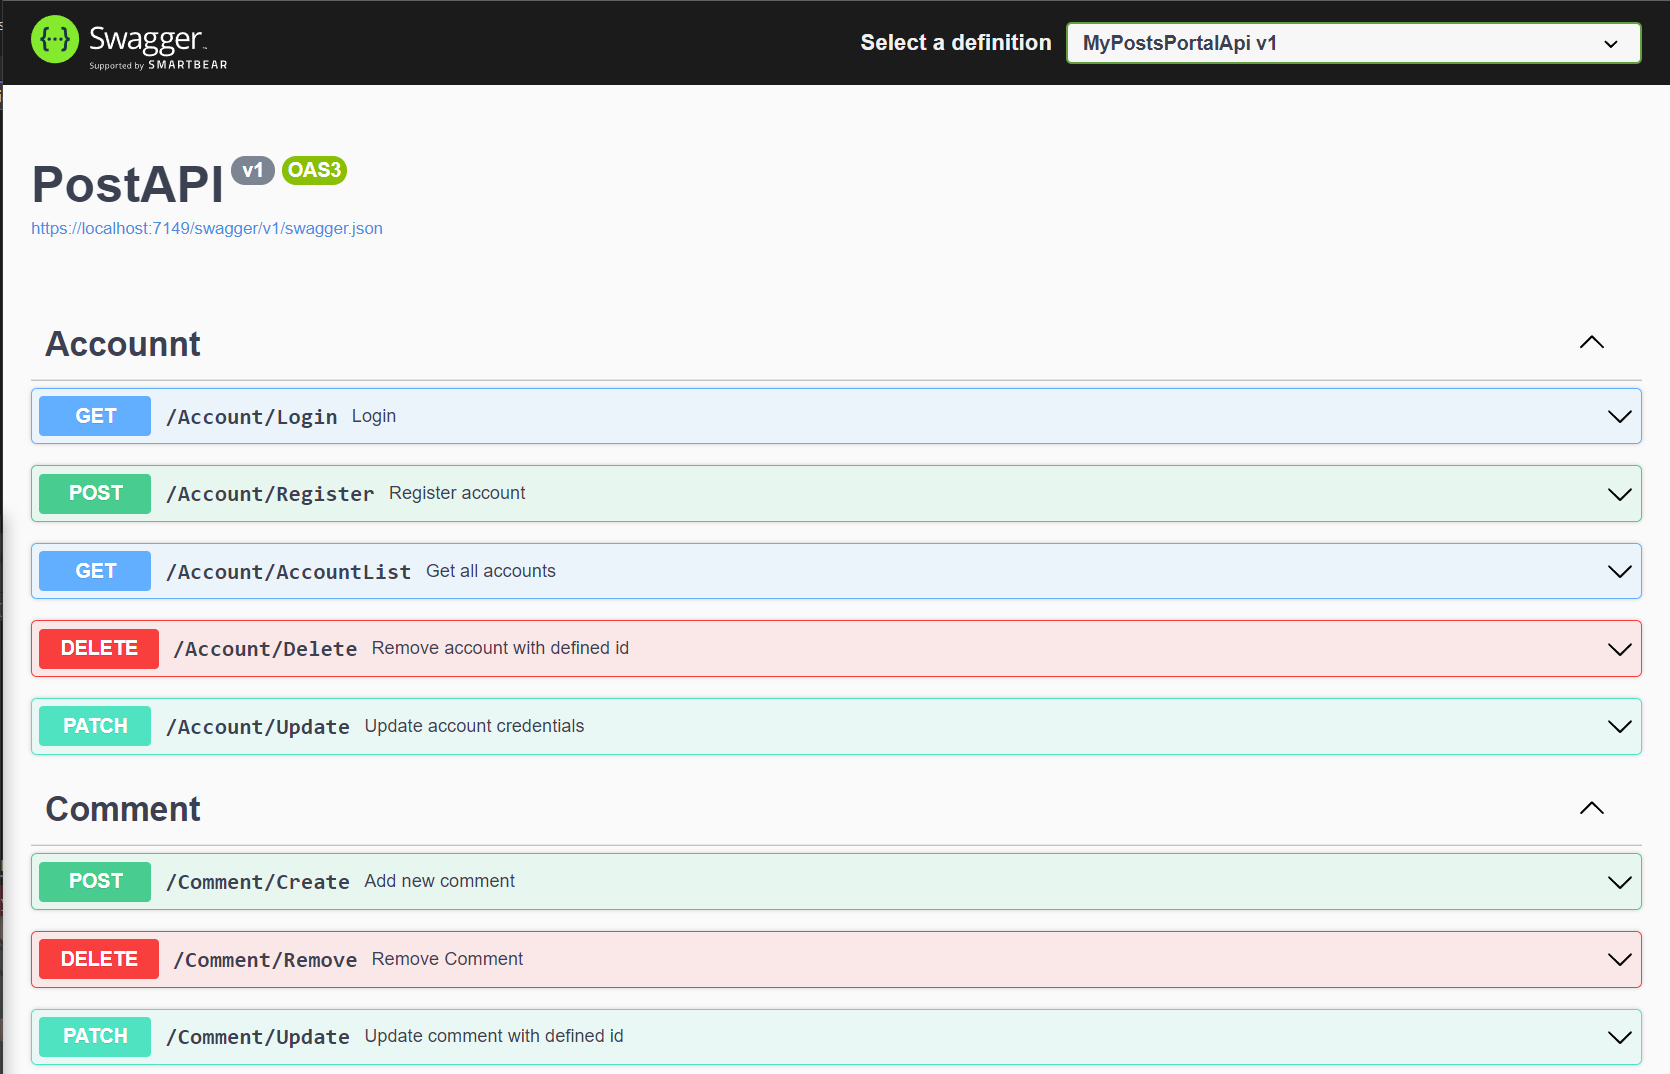 Swagger
Supported by SMARTBEAR
Select a definition
MyPostsPortalApi v1
PostAPI v1 OAS3
https://localhost:7149/swagger/v1/swagger.json
Accounnt
GET /Account/Login Login
POST /Account/Register Register account
GET /Account/AccountList Get all accounts
DELETE /Account/Delete Remove account with defined id
PATCH /Account/Update Update account credentials
Comment
POST /Comment/Create Add new comment
DELETE /Comment/Remove Remove Comment
PATCH /Comment/Update Update comment with defined id